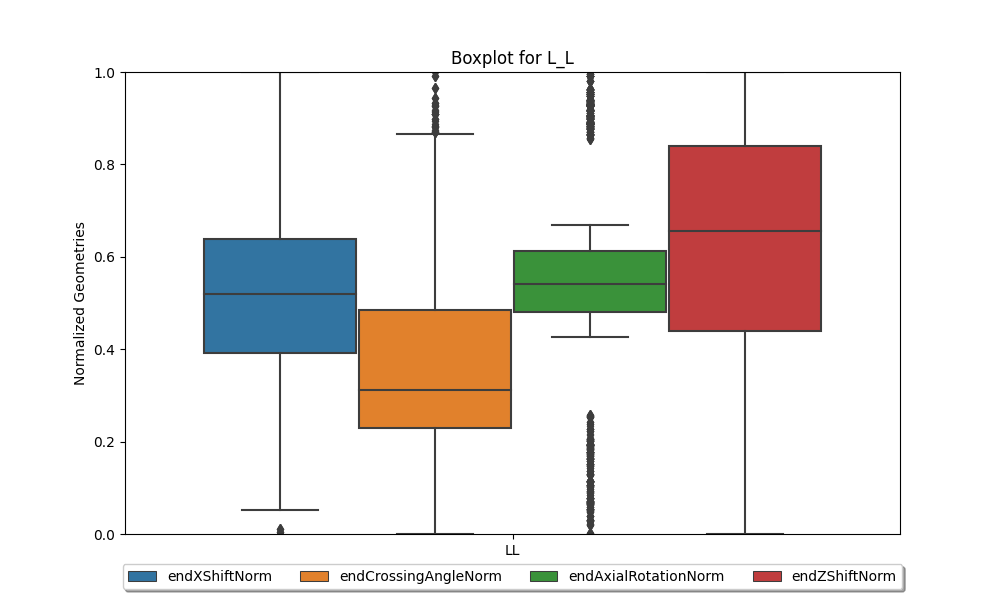 Boxplot for L_L
1.0
0.8
0.6
0.4
0.2
0.0
Normalized Geometries
LL
endXShiftNorm endCrossingAngleNorm endAxialRotationNorm endZShiftNorm